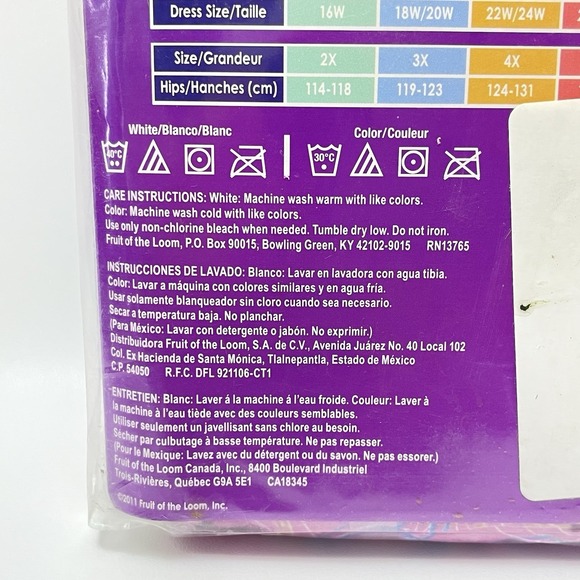 Dress Size/Taille 16W 18W/20W 22W/24W
Size/Grandeur 2X 3X 4X
Hips/Hanches (cm) 114-118 119-123 124-131
White/Blanco/Blanc Color/Couleur
40°C 30°C
CARE INSTRUCTIONS: White: Machine wash warm with like colors.
Color: Machine wash cold with like colors.
Use only non-chlorine bleach when needed. Tumble dry low. Do not iron.
Fruit of the Loom, P.O. Box 90015, Bowling Green, KY 42102-9015 RN13765
INSTRUCCIONES DE LAVADO: Blanco: Lavar en lavadora con agua tibia.
Color: Lavar a máquina con colores similares y en agua fría.
Usar solamente blanqueador sin cloro cuando sea necesario.
Secar a temperatura baja. No planchar.
(Para México: Lavar con detergente o jabón. No exprimir.)
Distribuidora Fruit of the Loom, S.A. de C.V., Avenida Juárez No. 40 Local 102
Col. Ex Hacienda de Santa Mónica, Tlalnepantla, Estado de México
C.P. 54050 R.F.C. DFL 921106-CT1
ENTRETIEN: Blanc: Laver á la machine á l'eau froide. Couleur: Laver à
la machine à l'eau tiède avec des couleurs semblables.
Utiliser seulement un javellisant sans chlore au besoin.
Sécher par culbutage à basse température. Ne pas repasser.
(Pour le Mexique: Lavez avec du détergent ou du savon. Ne pas essorer.)
Fruit of the Loom Canada, Inc., 8400 Boulevard Industriel
Trois-Rivières, Québec G9A 5E1 CA18345
©2011 Fruit of the Loom, Inc.